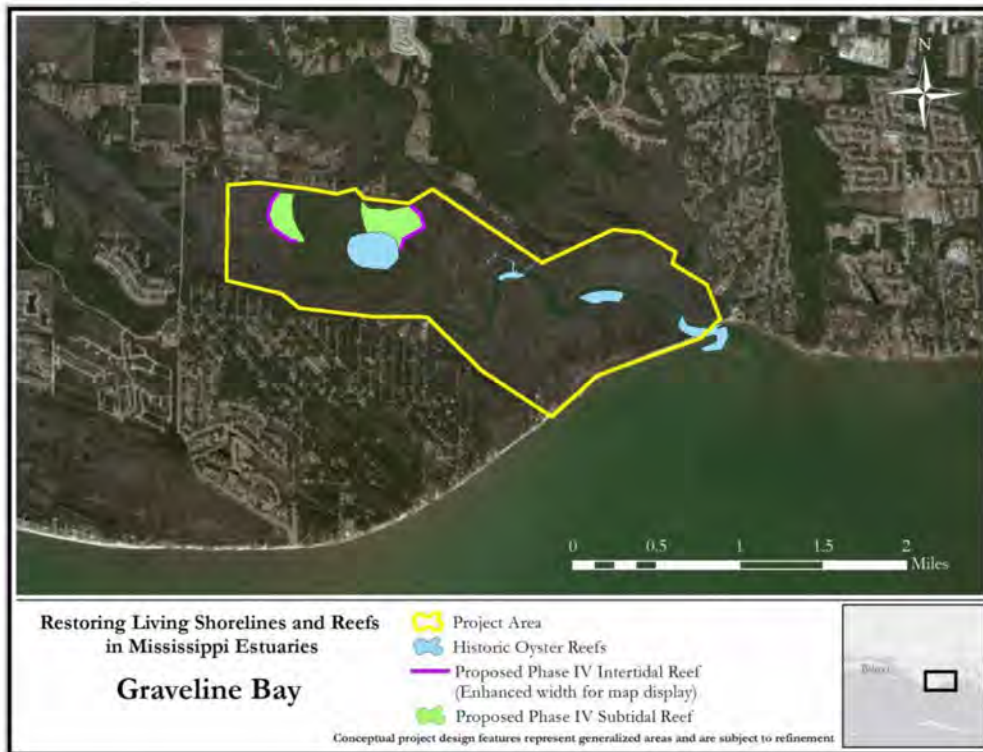 N
0 0.5 1 1.5 2
Miles
Restoring Living Shorelines and Reefs
in Mississippi Estuaries
Graveline Bay
Project Area
Historic Oyster Reefs
Proposed Phase IV Intertidal Reef
(Enhanced width for map display)
Proposed Phase IV Subtidal Reef
Biloxi
Conceptual project design features represent generalized areas and are subject to refinement